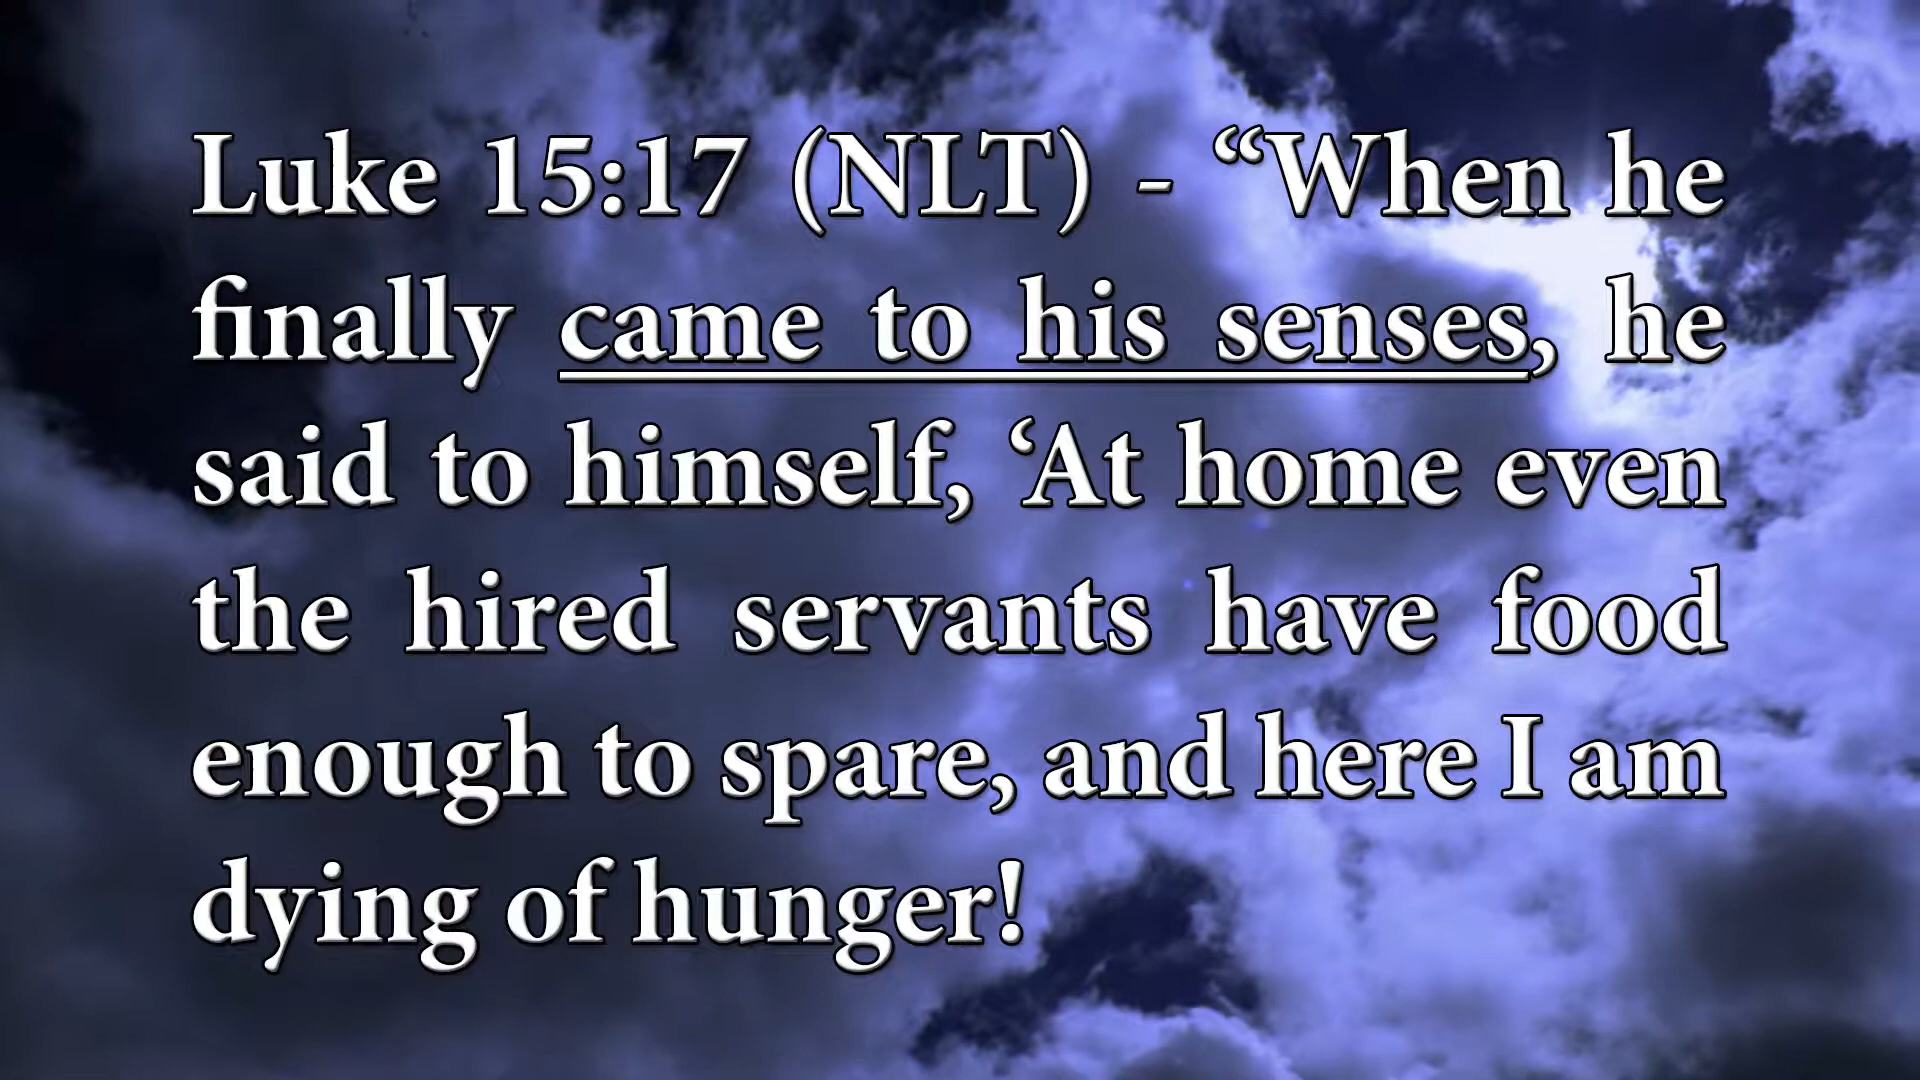 Luke 15:17 (NLT) - “When he
finally came to his senses, he
said to himself, ‘At home even
the hired servants have food
enough to spare, and here I am
dying of hunger!